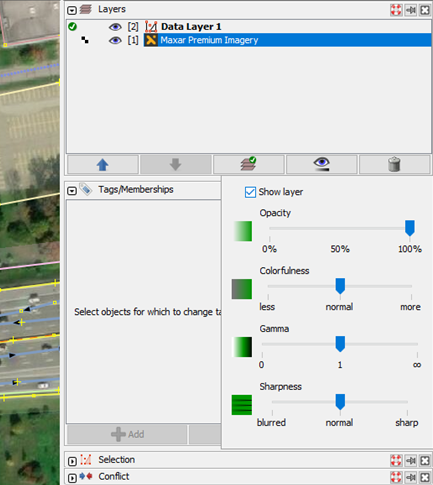 Layers
[2] Data Layer 1
[1] Maxar Premium Imagery
Tags/Memberships
Show layer
Opacity
0% 50% 100%
Colorfulness
less normal more
Select objects for which to change ta
Gamma
0 1 ∞
Sharpness
blurred normal sharp
Add
Selection
Conflict